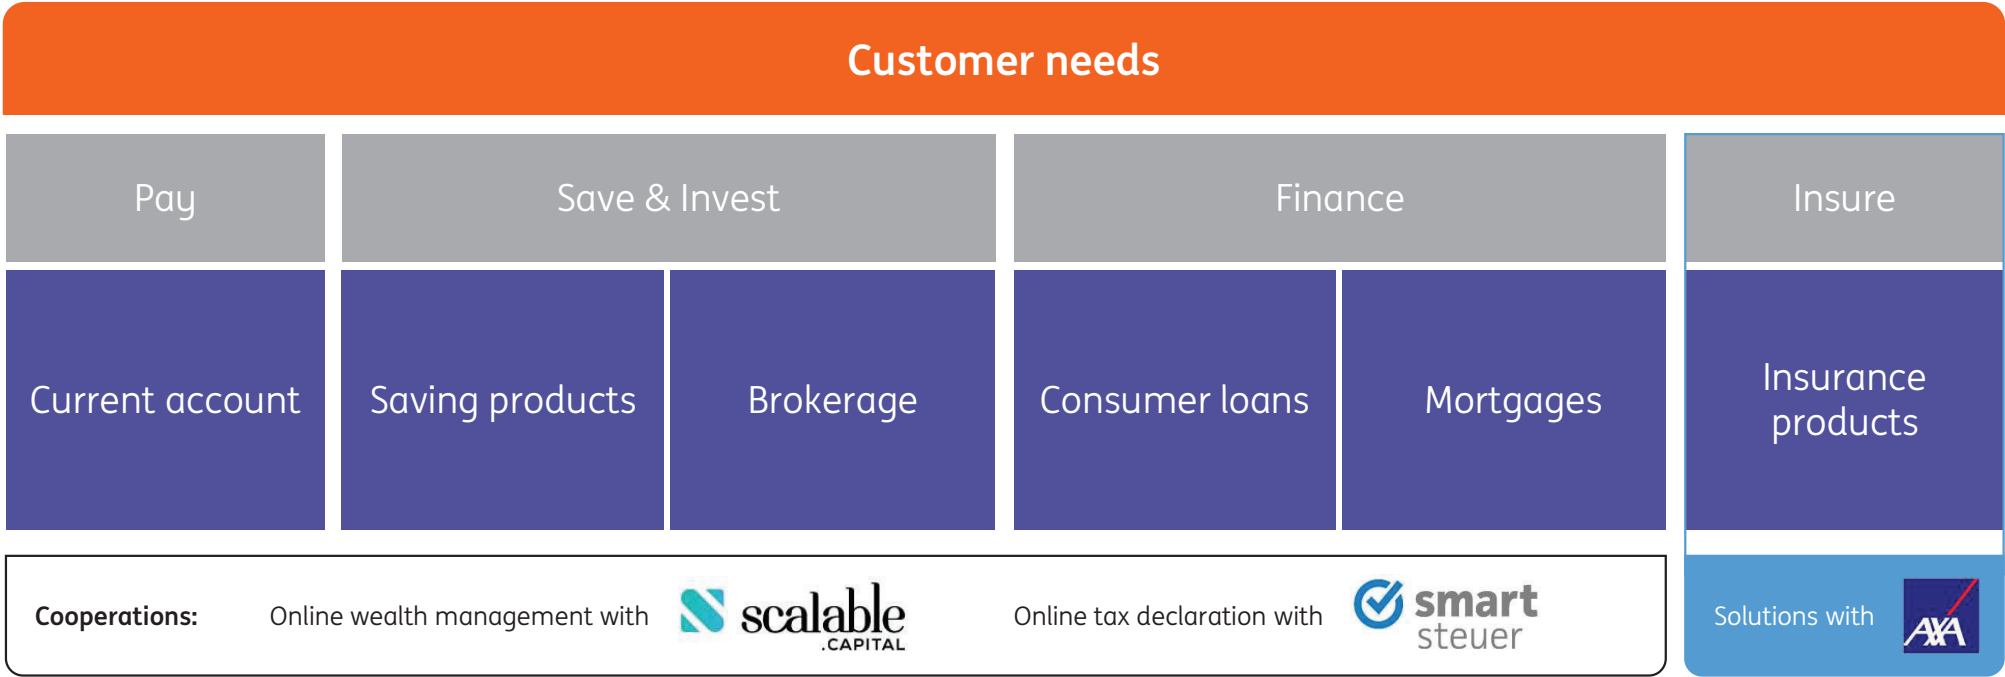 Customer needs
Pay
Save & Invest
Finance
Insure
Current account
Saving products
Brokerage
Consumer loans
Mortgages
Insurance
products
Cooperations:
Online wealth management with
scalable
.CAPITAL
Online tax declaration with
smart
steuer
Solutions with
AXA